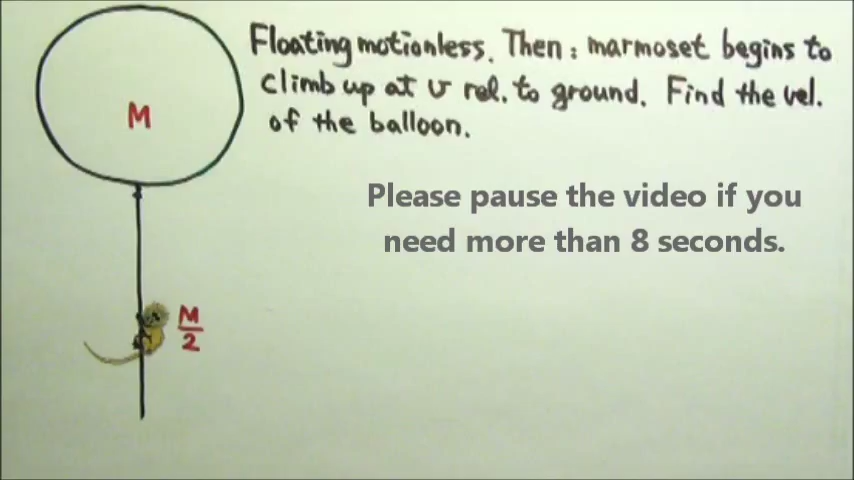 Floating motionless. Then: marmoset begins to
climb up at v rel. to ground. Find the vel.
of the balloon.
M
Please pause the video if you
need more than 8 seconds.
M
2